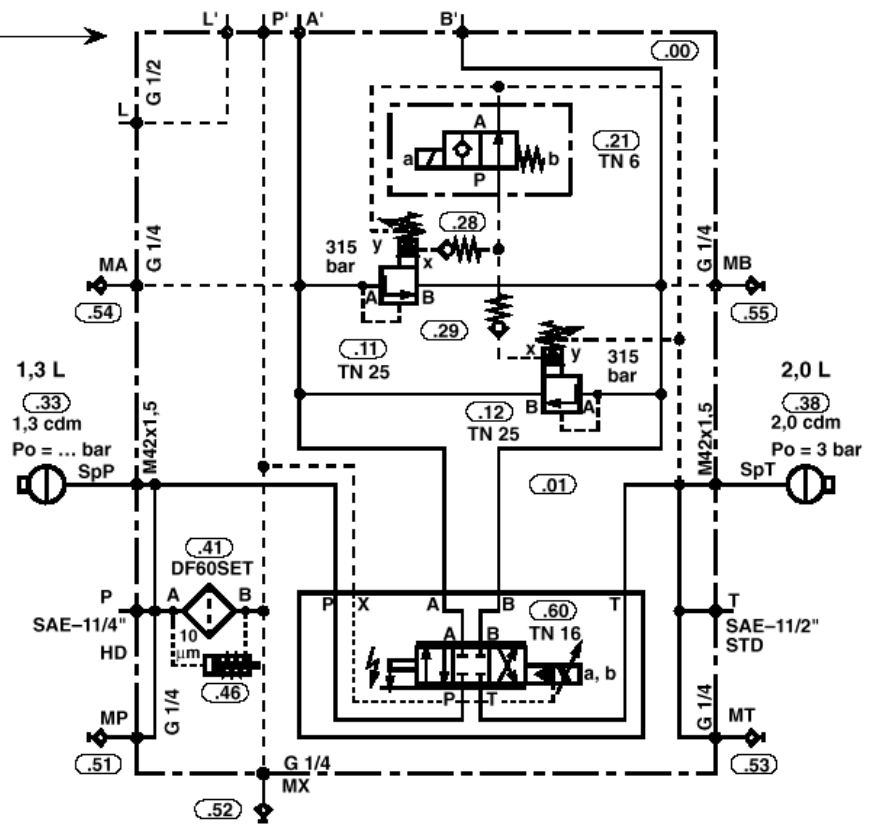 L' P' A' B'
.00
G 1/2
L
A
a b
P
.21
TN 6
.28
y x
315
bar
A B
.29
.11
TN 25
MA G 1/4
.54
G 1/4 MB
.55
x y
315
bar
B A
.12
TN 25
1,3 L
.33
1,3 cdm
Po = ... bar
SpP
M42x1,5
2,0 L
.38
2,0 cdm
Po = 3 bar
SpT
M42x1,5
.01
.41
DF60SET
P A B
SAE–11/4"
10
µm
HD
.46
P X A B T
.60
TN 16
A B
a, b
P T
T
SAE–11/2"
STD
MP G 1/4
.51
G 1/4 MT
.53
G 1/4
MX
.52